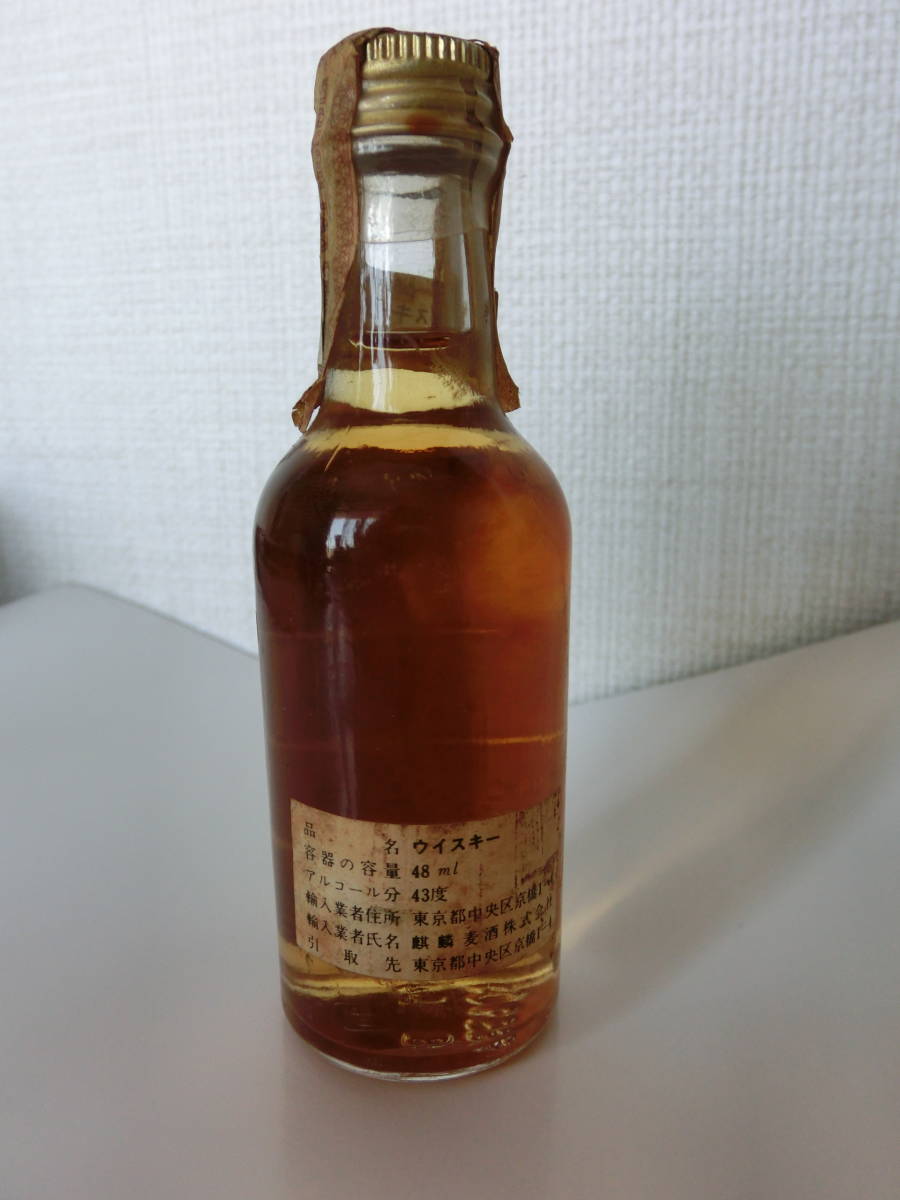 品名 ウイスキー
容器の容量 48 ml
アルコール分 43度
輸入業者住所 東京都中央区京橋
輸入業者氏名 麒麟麦酒株式会社
引取先 東京都中央区京橋
スキ